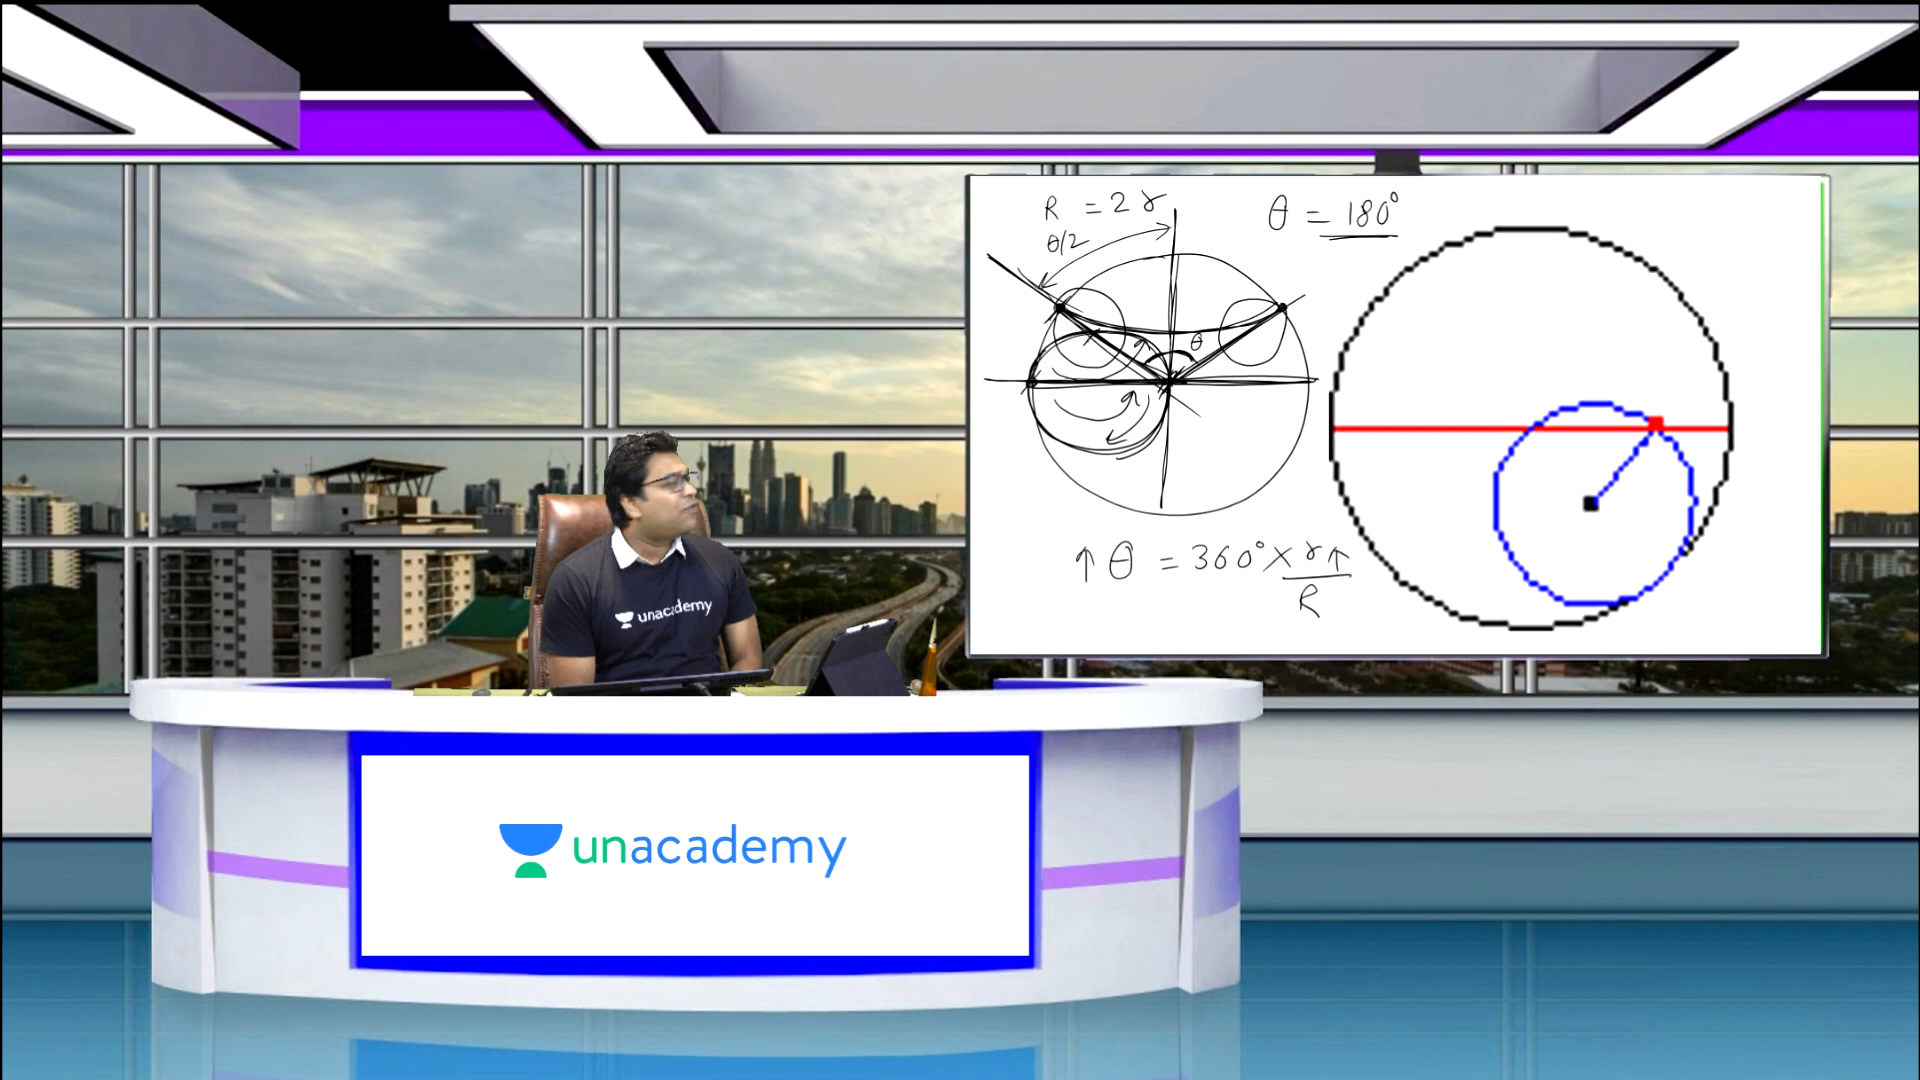 R = 2r
θ = 180°
θ/2
θ
↑ θ = 360° × r↑
R
unacademy
unacademy